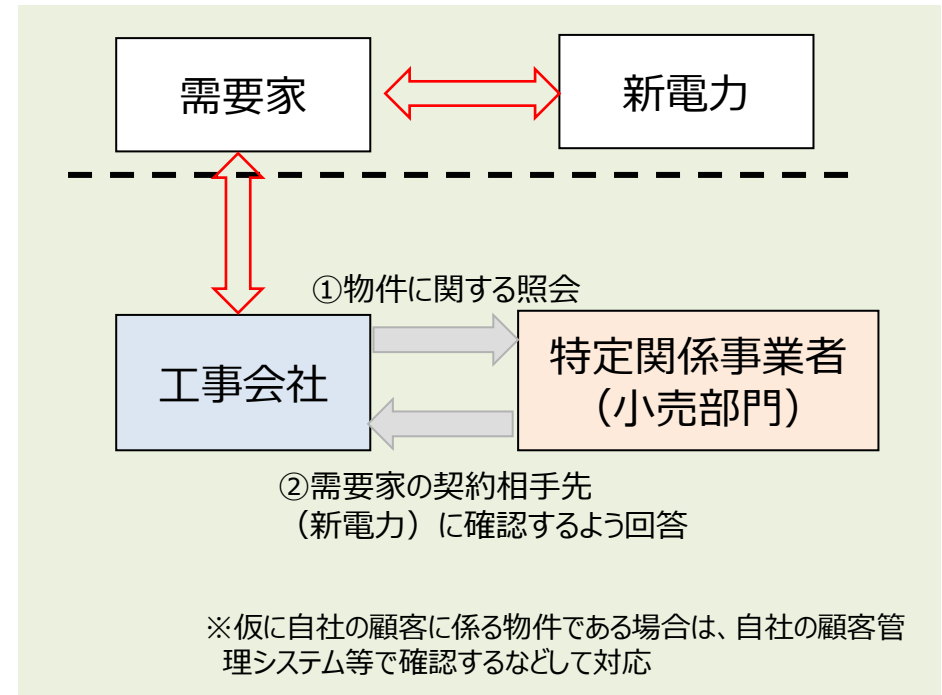 需要家
新電力
①物件に関する照会
工事会社
特定関係事業者
（小売部門）
②需要家の契約相手先
（新電力）に確認するよう回答
※仮に自社の顧客に係る物件である場合は、自社の顧客管
理システム等で確認するなどして対応